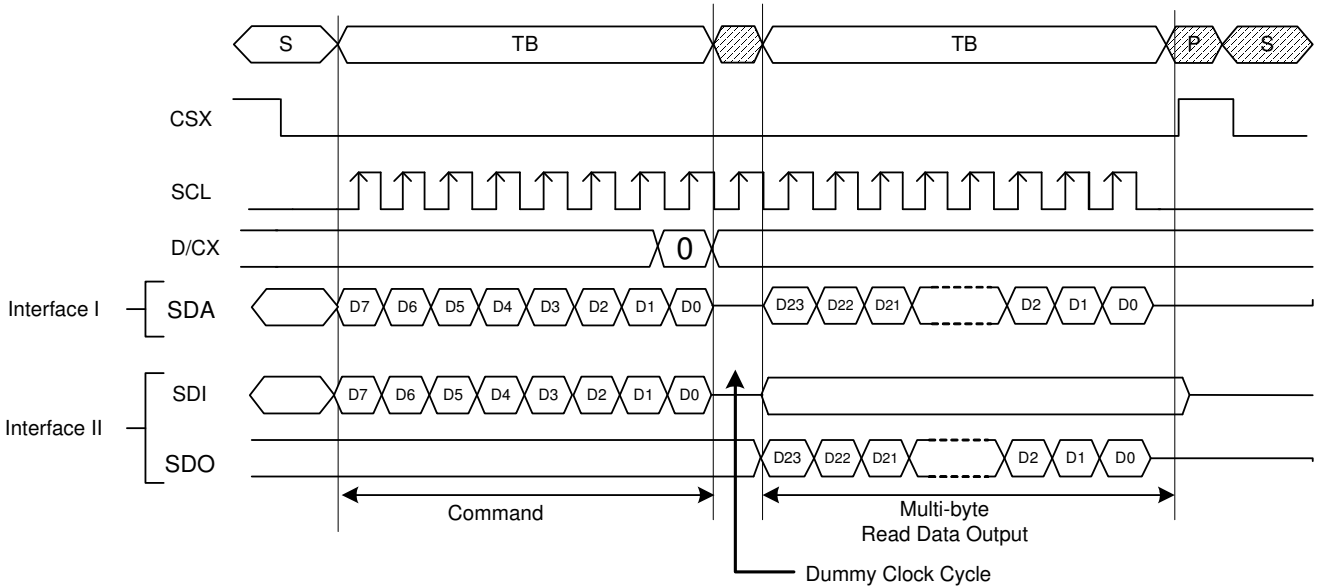 S TB TB P S
CSX
SCL
D/CX 0
Interface I SDA D7 D6 D5 D4 D3 D2 D1 D0 D23 D22 D21 D2 D1 D0
Interface II
SDI D7 D6 D5 D4 D3 D2 D1 D0
SDO D23 D22 D21 D2 D1 D0
Command
Multi-byte
Read Data Output
Dummy Clock Cycle